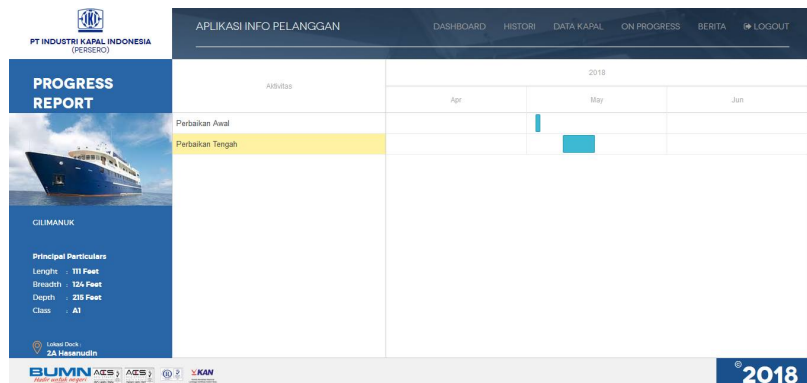 IKI
PT INDUSTRI KAPAL INDONESIA
(PERSERO)
APLIKASI INFO PELANGGAN
DASHBOARD HISTORI DATA KAPAL ON PROGRESS BERITA LOGOUT
PROGRESS
REPORT
GILIMANUK
Principal Particulars
Lenght : 111 Feet
Breadth : 124 Feet
Depth : 215 Feet
Class : A1
Lokasi Dock :
2A Hasanudin
Aktivitas
2018
Apr May Jun
Perbaikan Awal
Perbaikan Tengah
BUMN
Hadir untuk negeri
ACS ACS
KAN
© 2018